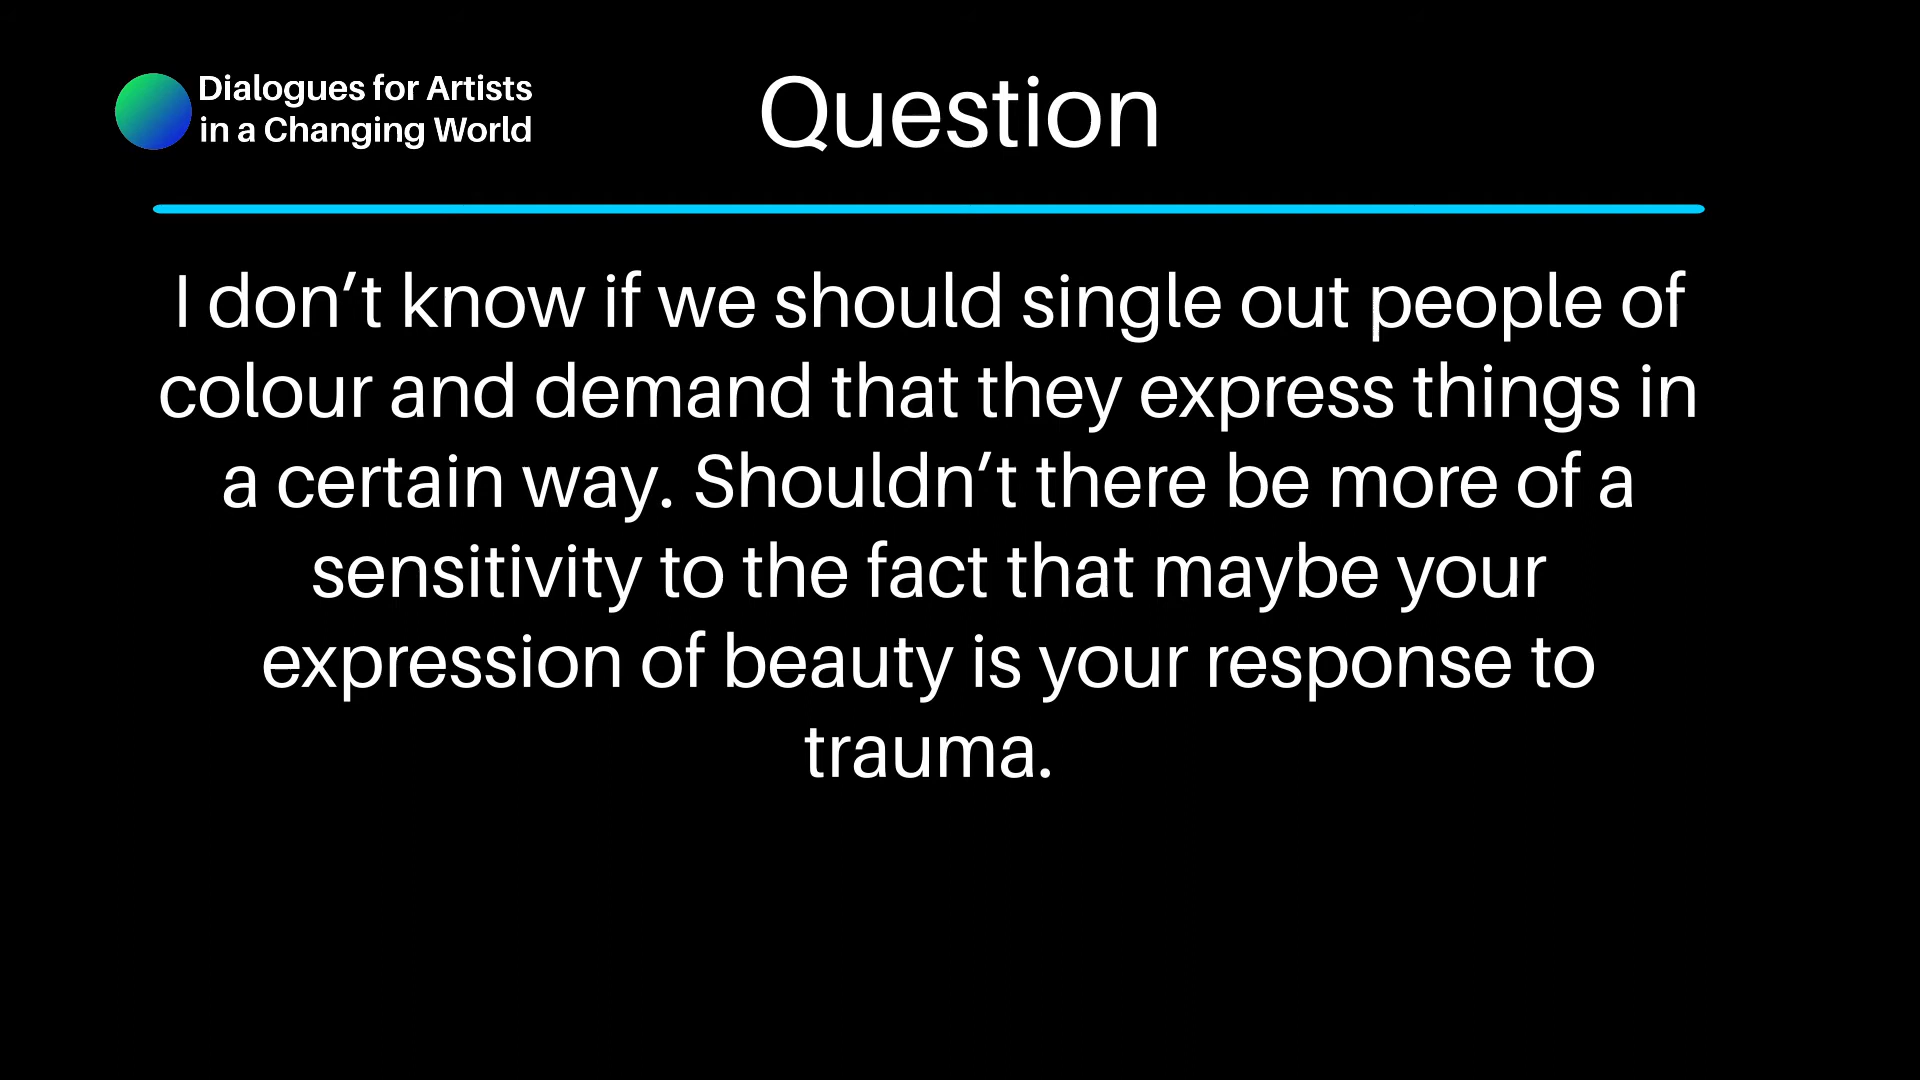 Dialogues for Artists
in a Changing World
Question
I don’t know if we should single out people of
colour and demand that they express things in
a certain way. Shouldn’t there be more of a
sensitivity to the fact that maybe your
expression of beauty is your response to
trauma.